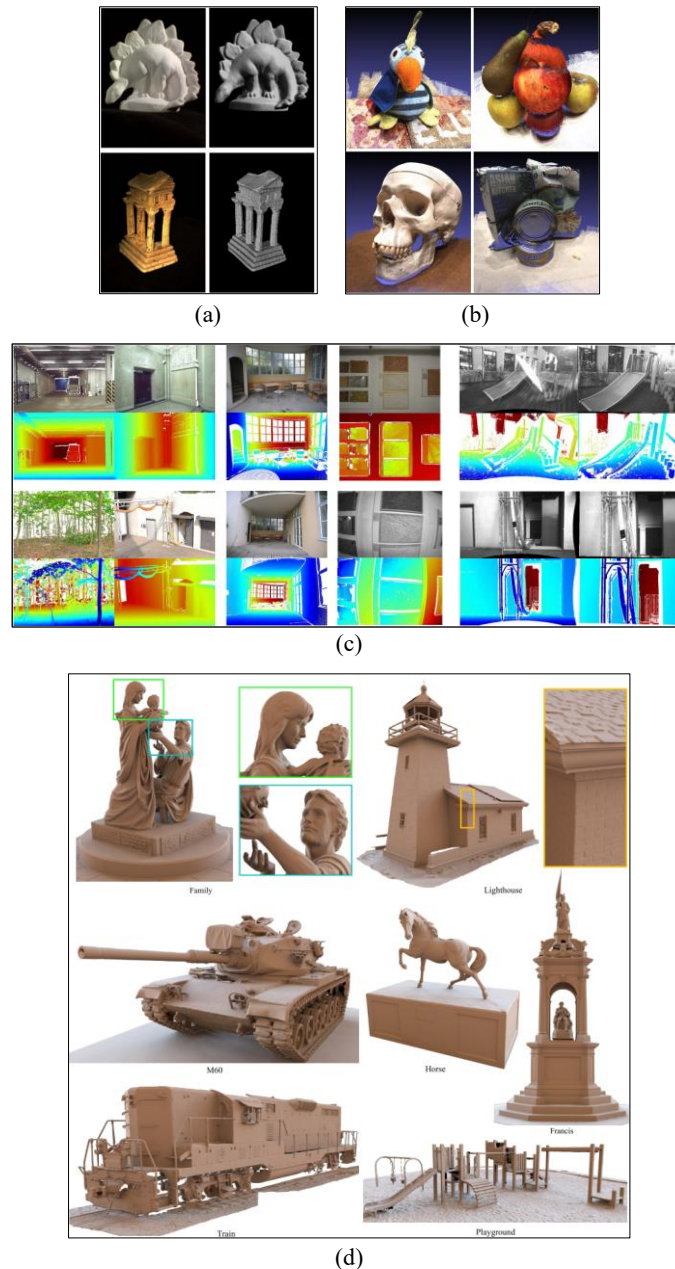 (a)
(b)
(c)
Family
Lighthouse
M60
Horse
Francis
Train
Playground
(d)